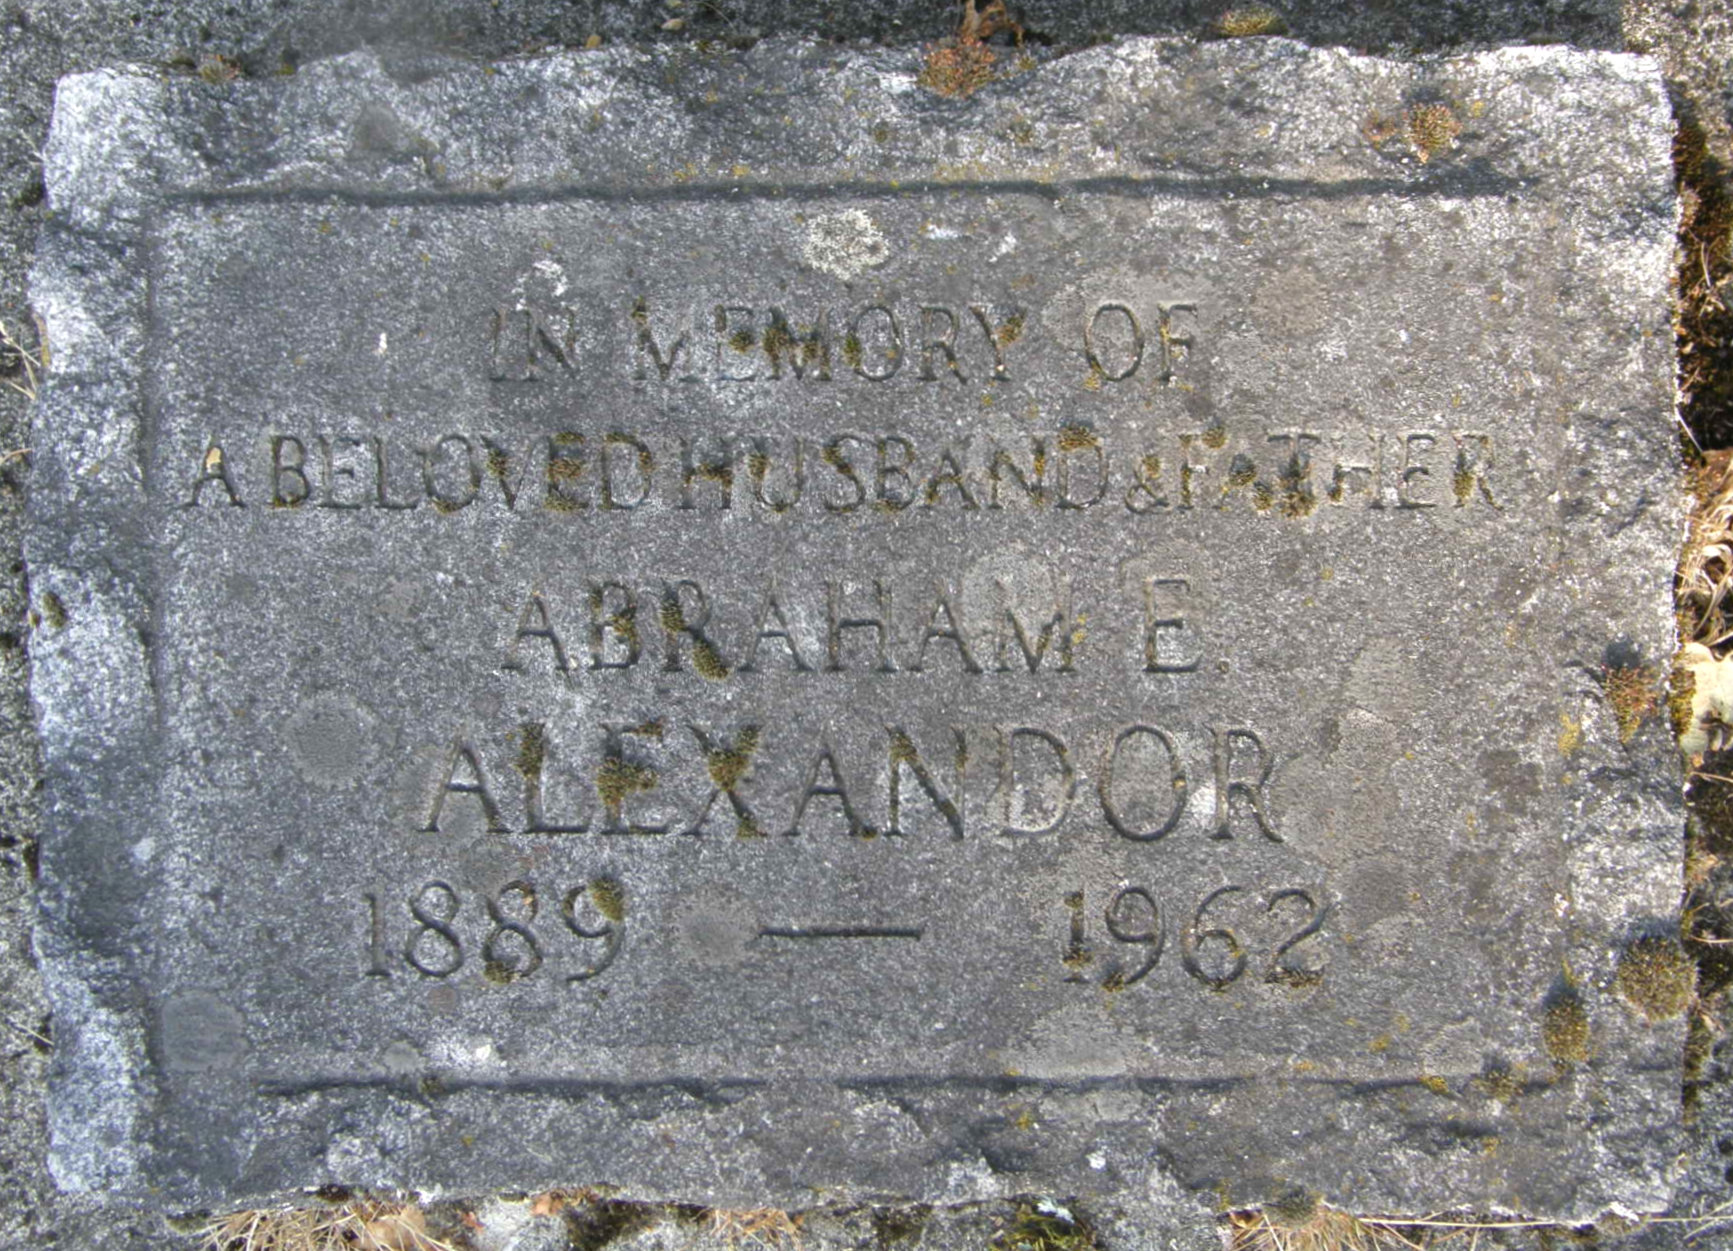 IN MEMORY OF
A BELOVED HUSBAND & FATHER
ABRAHAM E.
ALEXANDOR
1889 — 1962